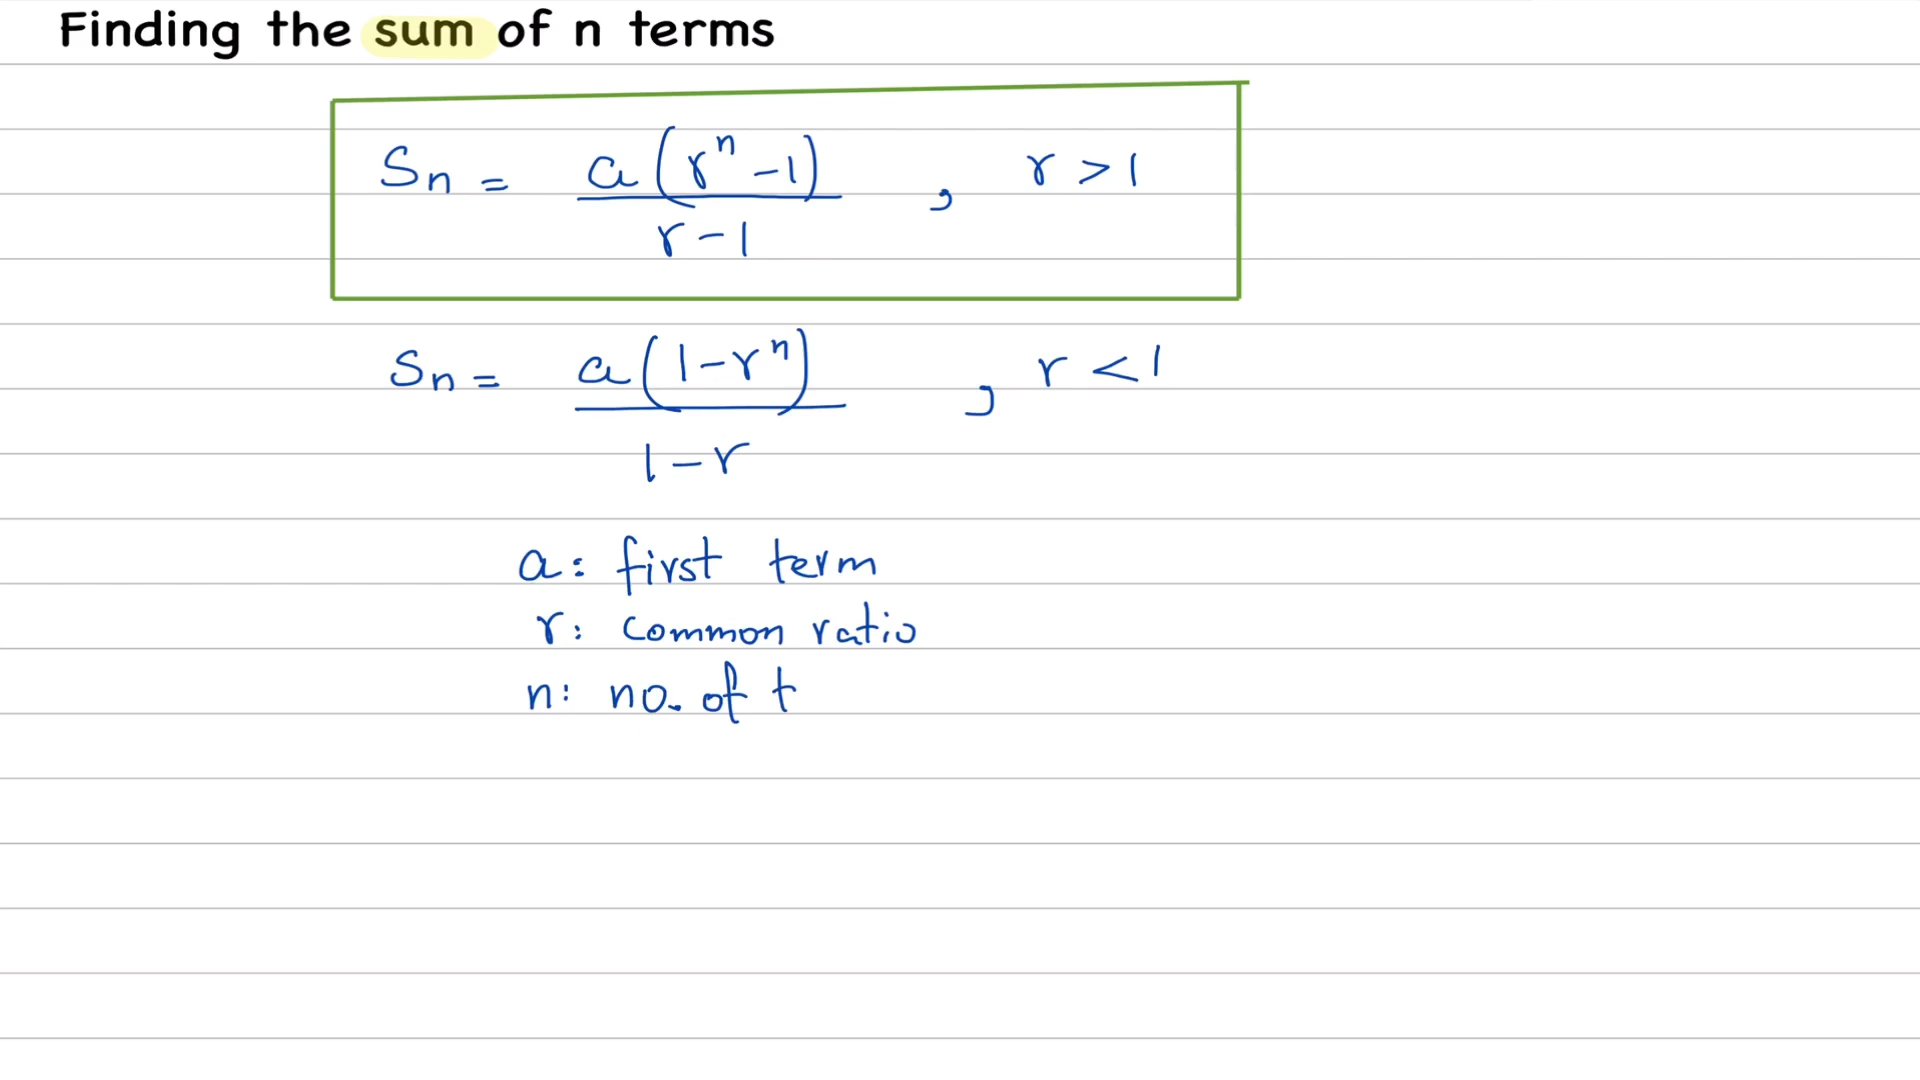 Finding the sum of n terms
Sn = a(r^n - 1) / r - 1 , r > 1
Sn = a(1 - r^n) / 1 - r , r < 1
a: first term
r: common ratio
n: no. of t